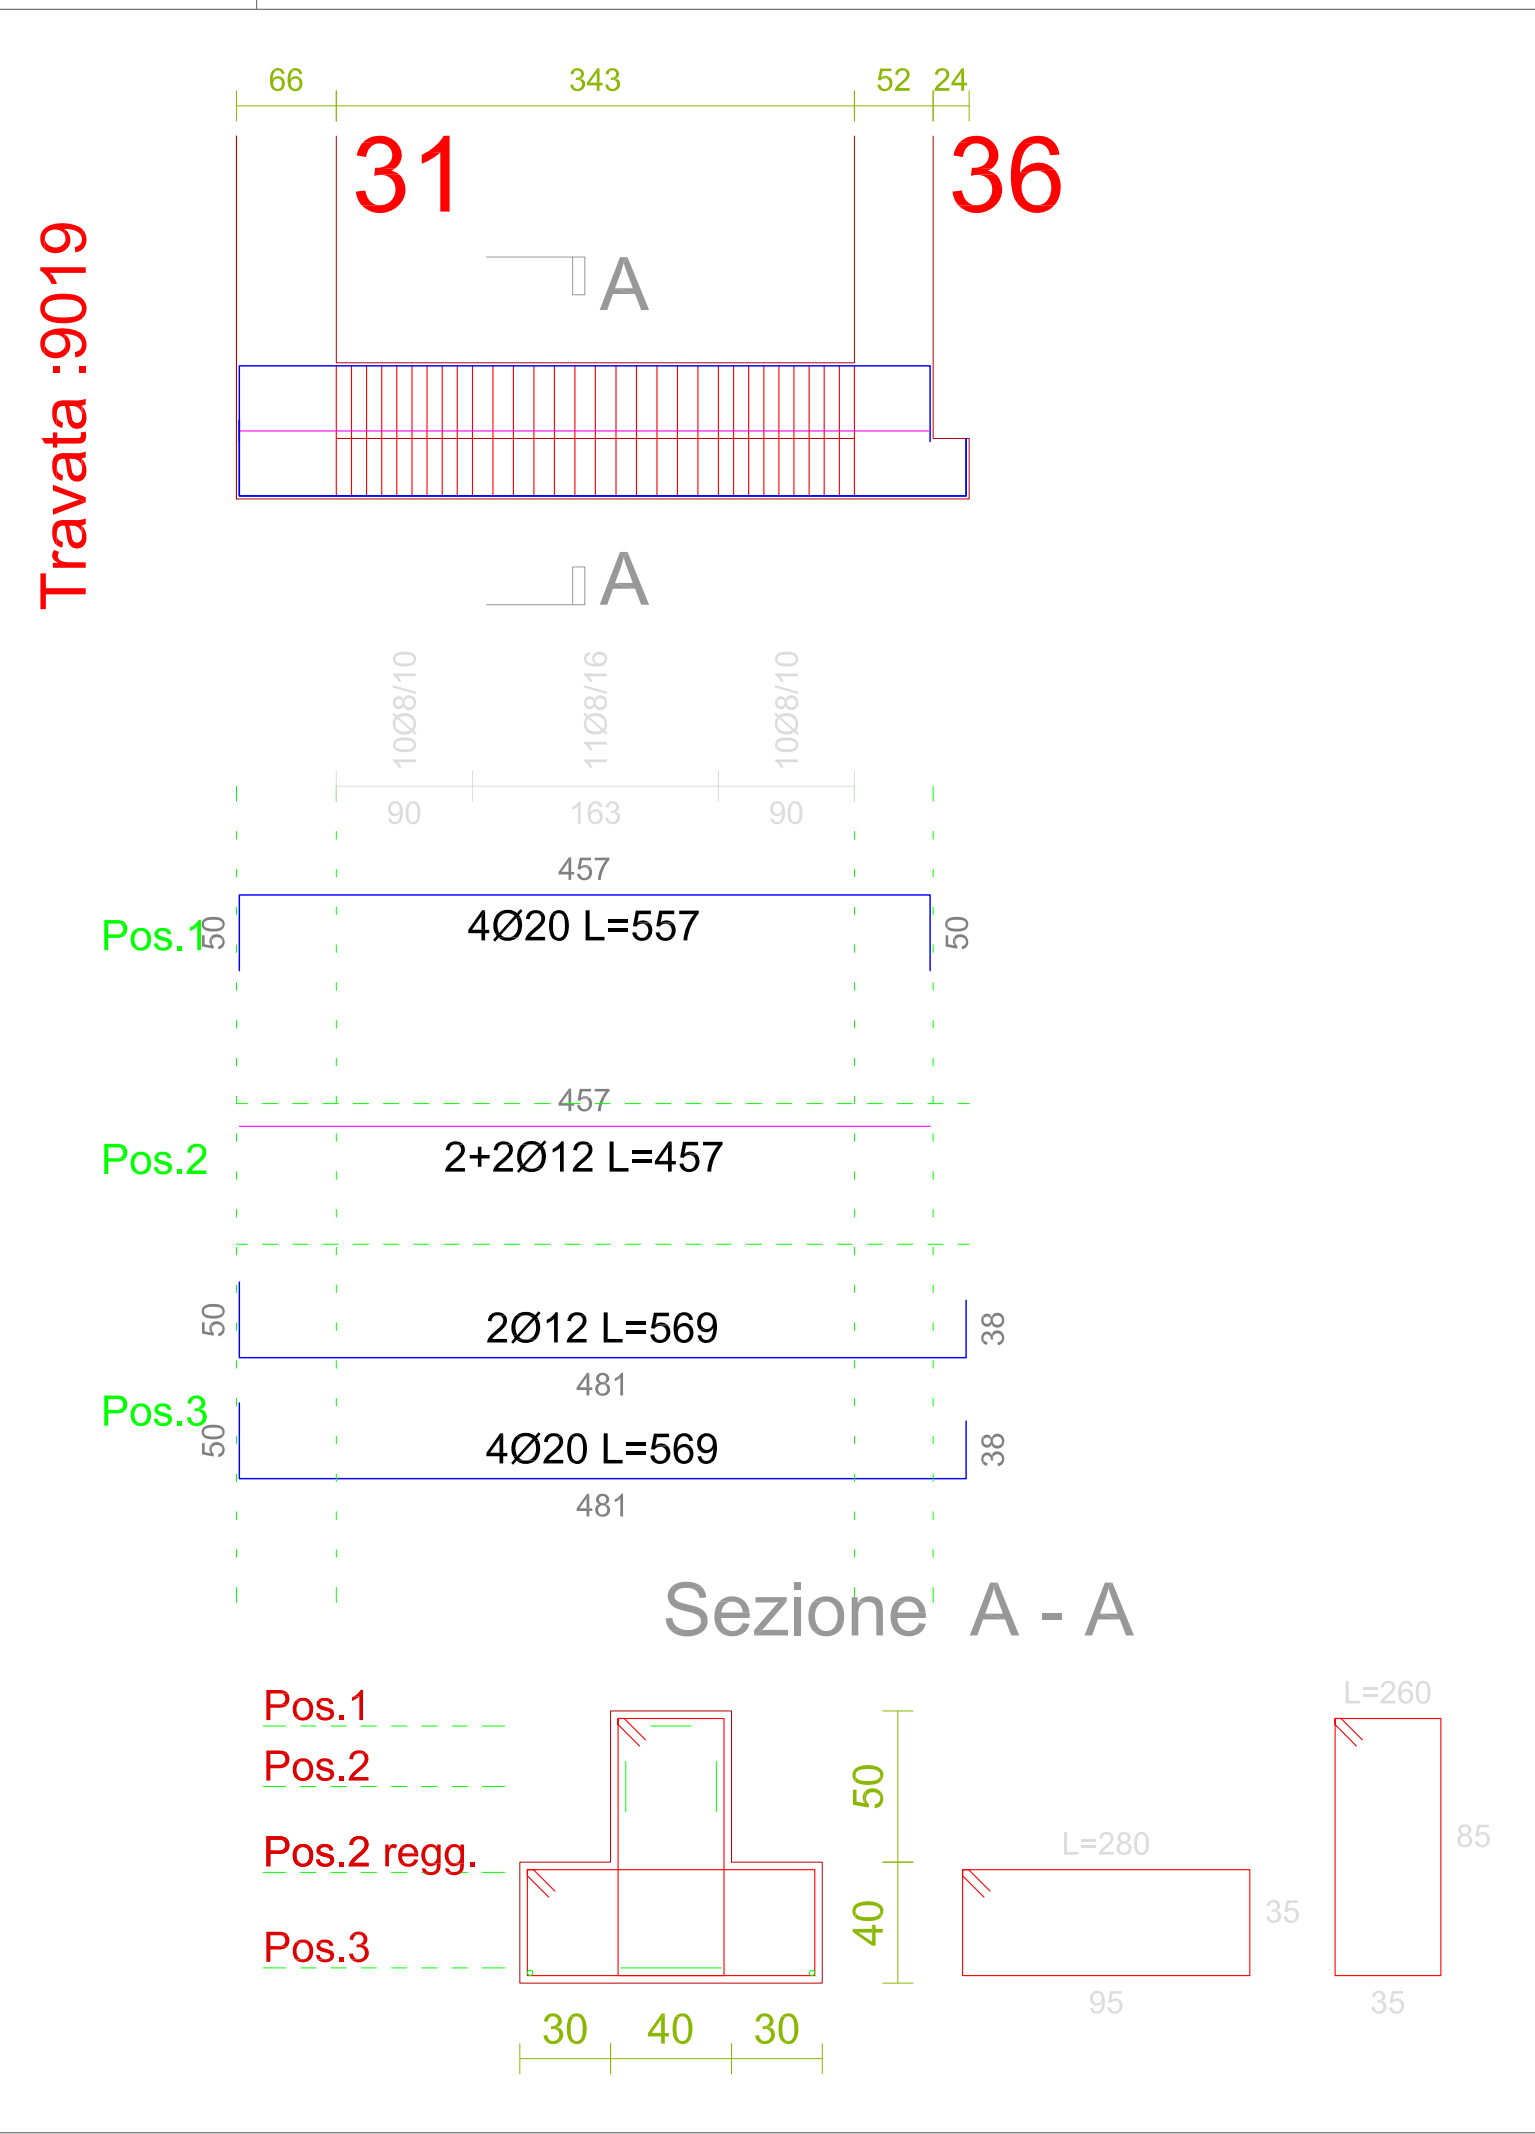 66 343 52 24
31 36
Travata :9019
A
A
10Ø8/10 11Ø8/16 10Ø8/10
90 163 90
457
Pos.1 50 4Ø20 L=557 50
457
Pos.2 2+2Ø12 L=457
50 2Ø12 L=569 38
481
Pos.3 50 4Ø20 L=569 38
481
Sezione A - A
Pos.1
Pos.2
Pos.2 regg.
Pos.3
50
40
30 40 30
L=280
35
95
L=260
85
35